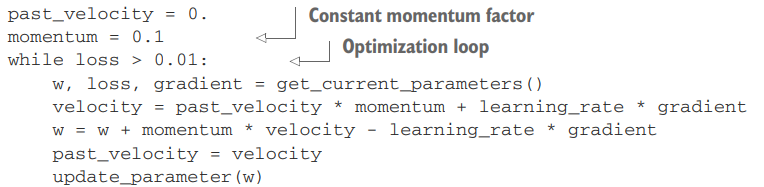 past_velocity = 0.
Constant momentum factor
momentum = 0.1
Optimization loop
while loss > 0.01:
    w, loss, gradient = get_current_parameters()
    velocity = past_velocity * momentum + learning_rate * gradient
    w = w + momentum * velocity - learning_rate * gradient
    past_velocity = velocity
    update_parameter(w)